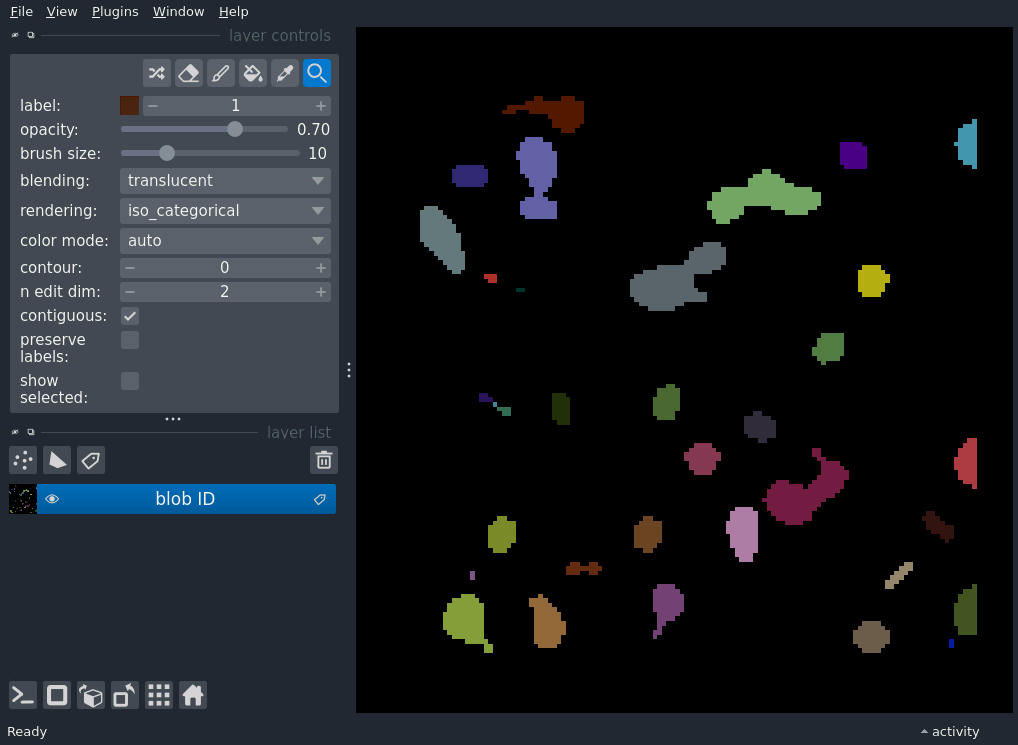 File View Plugins Window Help
layer controls
label: 1
opacity: 0.70
brush size: 10
blending: translucent
rendering: iso_categorical
color mode: auto
contour: 0
n edit dim: 2
contiguous:
preserve
labels:
show
selected:
layer list
blob ID
Ready
activity